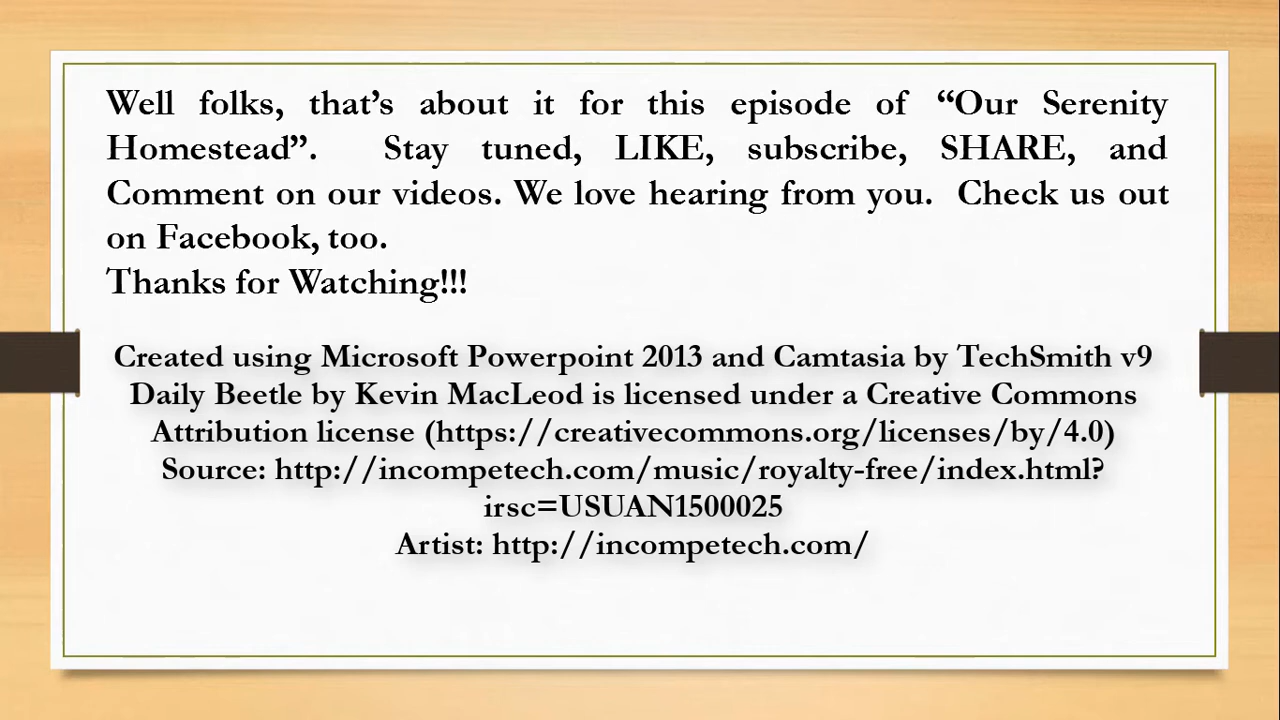 Well folks, that’s about it for this episode of “Our Serenity
Homestead”.  Stay tuned, LIKE, subscribe, SHARE, and
Comment on our videos. We love hearing from you.  Check us out
on Facebook, too.
Thanks for Watching!!!
Created using Microsoft Powerpoint 2013 and Camtasia by TechSmith v9
Daily Beetle by Kevin MacLeod is licensed under a Creative Commons
Attribution license (https://creativecommons.org/licenses/by/4.0)
Source: http://incompetech.com/music/royalty-free/index.html?
irsc=USUAN1500025
Artist: http://incompetech.com/